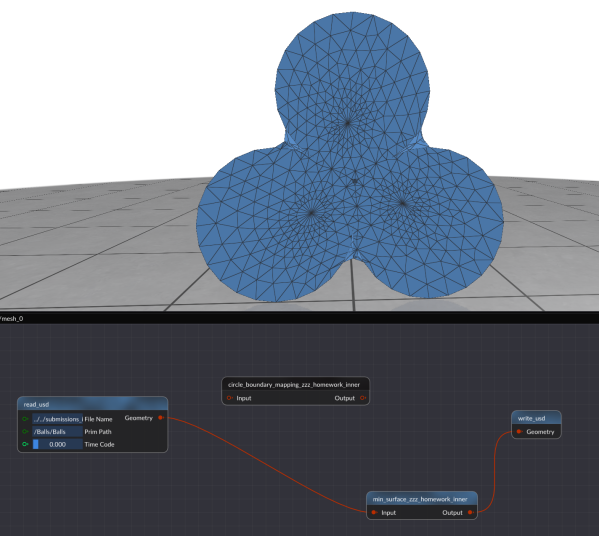 /mesh_0
circle_boundary_mapping_zzz_homework_inner
Input Output
read_usd
../../submissions_i File Name Geometry
/Balls/Balls Prim Path
0.000 Time Code
write_usd
Geometry
min_surface_zzz_homework_inner
Input Output